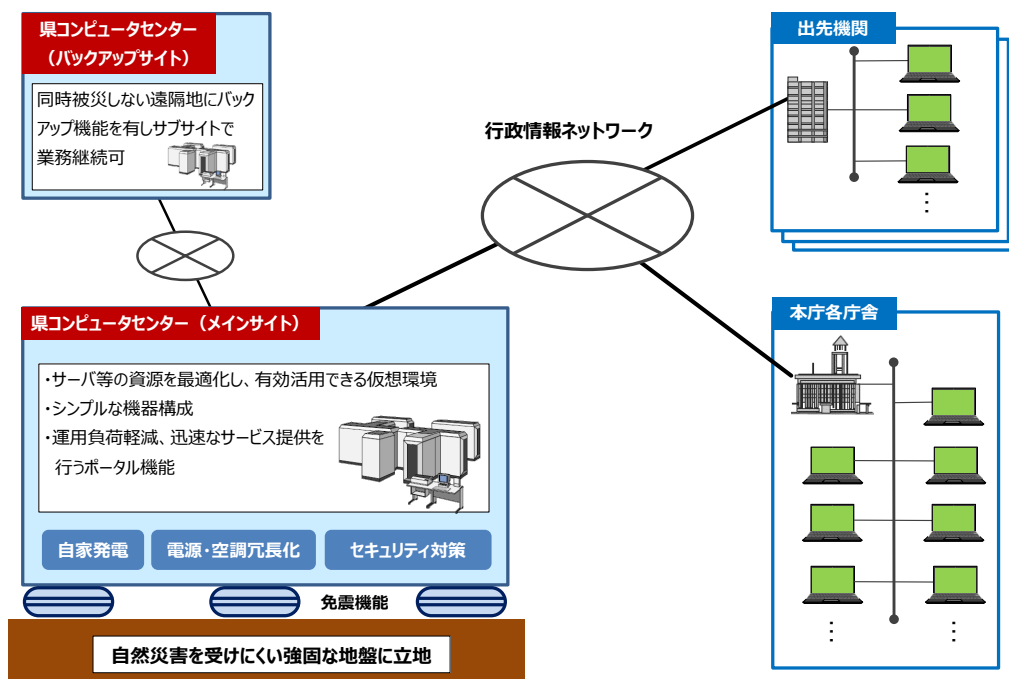 県コンピュータセンター
（バックアップサイト）
同時被災しない遠隔地にバック
アップ機能を有しサブサイトで
業務継続可
行政情報ネットワーク
出先機関
⋮
県コンピュータセンター（メインサイト）
・サーバ等の資源を最適化し、有効活用できる仮想環境
・シンプルな機器構成
・運用負荷軽減、迅速なサービス提供を
行うポータル機能
自家発電
電源・空調冗長化
セキュリティ対策
免震機能
自然災害を受けにくい強固な地盤に立地
本庁各庁舎
⋮
⋮